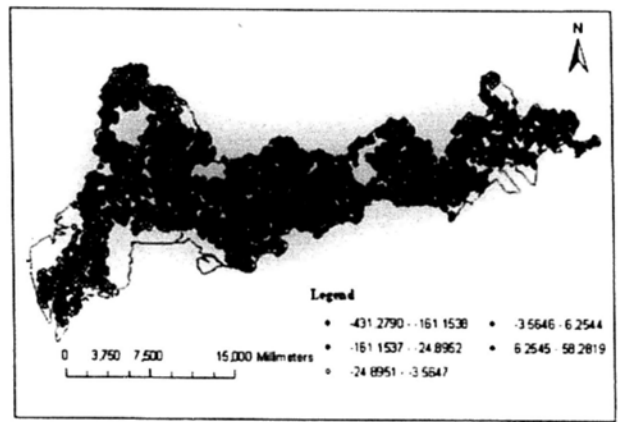 N
Legend
-431.2790 - -161.1538
-3.5646 - 6.2544
-161.1537 - -24.8952
6.2545 - 58.2819
-24.8951 - -3.5647
0 3,750 7,500 15,000 Millimeters